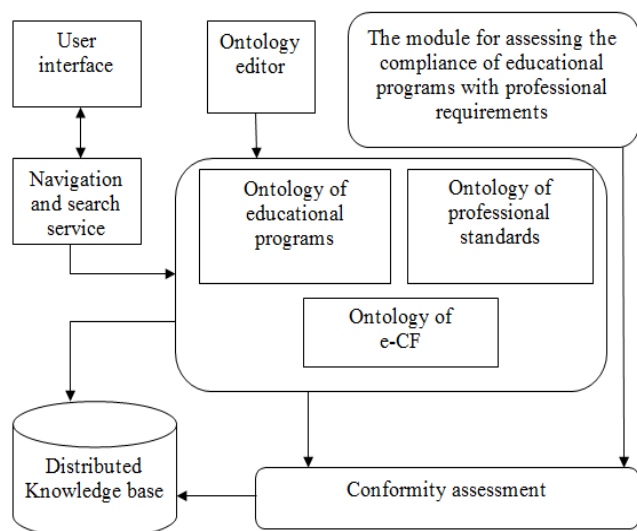 User
interface
Ontology
editor
The module for assessing the
compliance of educational
programs with professional
requirements
Navigation
and search
service
Ontology of
educational
programs
Ontology of
professional
standards
Ontology of
e-CF
Distributed
Knowledge base
Conformity assessment